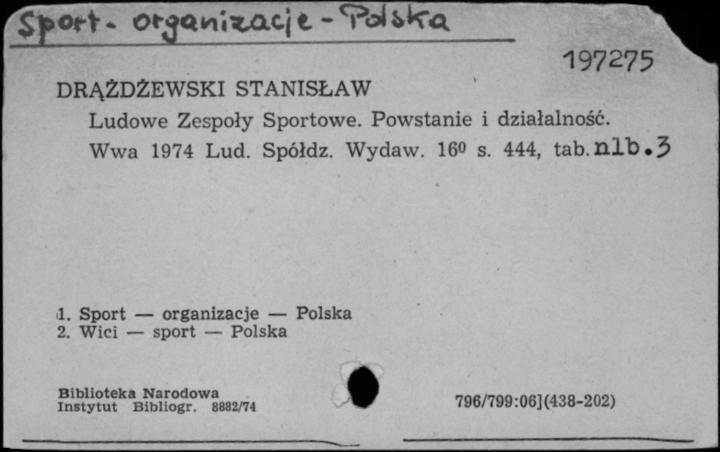 Sport - organizacje - Polska
197275
DRĄŻDŻEWSKI STANISŁAW
Ludowe Zespoły Sportowe. Powstanie i działalność.
Wwa 1974 Lud. Spółdz. Wydaw. 16⁰ s. 444, tab. nlb. 3
1. Sport — organizacje — Polska
2. Wici — sport — Polska
Biblioteka Narodowa
Instytut Bibliogr. 8882/74
796/799:06](438-202)